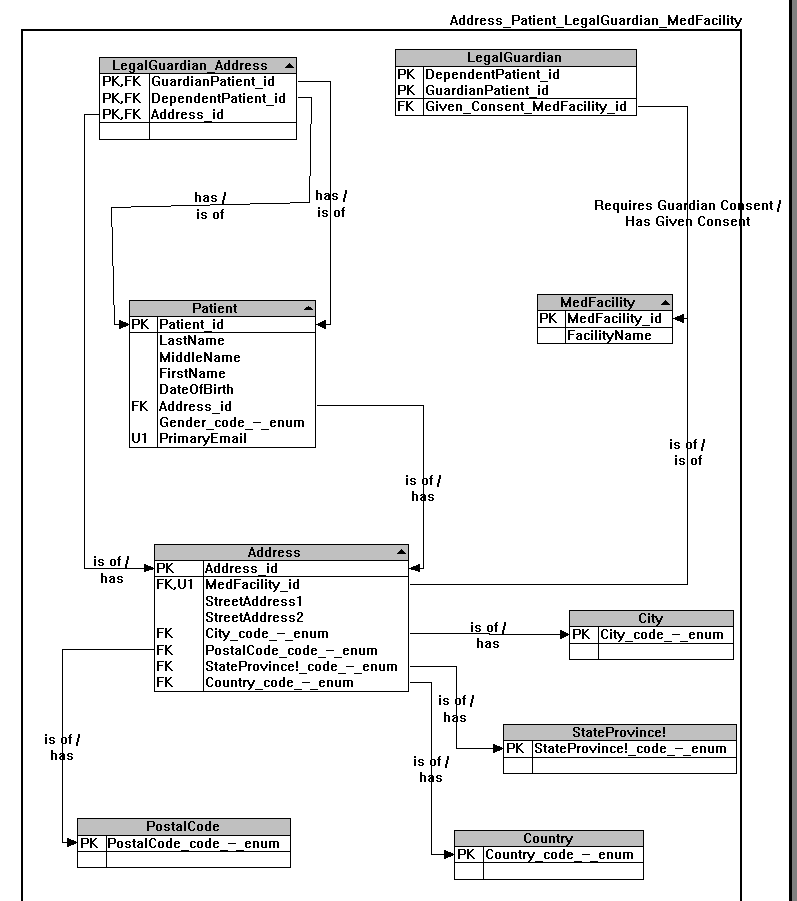 Address_Patient_LegalGuardian_MedFacility
LegalGuardian_Address
PK,FK GuardianPatient_id
PK,FK DependentPatient_id
PK,FK Address_id
LegalGuardian
PK DependentPatient_id
PK GuardianPatient_id
FK Given_Consent_MedFacility_id
has /
is of
has /
is of
Requires Guardian Consent /
Has Given Consent
Patient
PK Patient_id
LastName
MiddleName
FirstName
DateOfBirth
FK Address_id
Gender_code_-_enum
U1 PrimaryEmail
MedFacility
PK MedFacility_id
FacilityName
is of /
is of
is of /
has
is of /
has
Address
PK Address_id
FK,U1 MedFacility_id
StreetAddress1
StreetAddress2
FK City_code_-_enum
FK PostalCode_code_-_enum
FK StateProvince!_code_-_enum
FK Country_code_-_enum
is of /
has
City
PK City_code_-_enum
is of /
has
StateProvince!
PK StateProvince!_code_-_enum
is of /
has
is of /
has
PostalCode
PK PostalCode_code_-_enum
Country
PK Country_code_-_enum